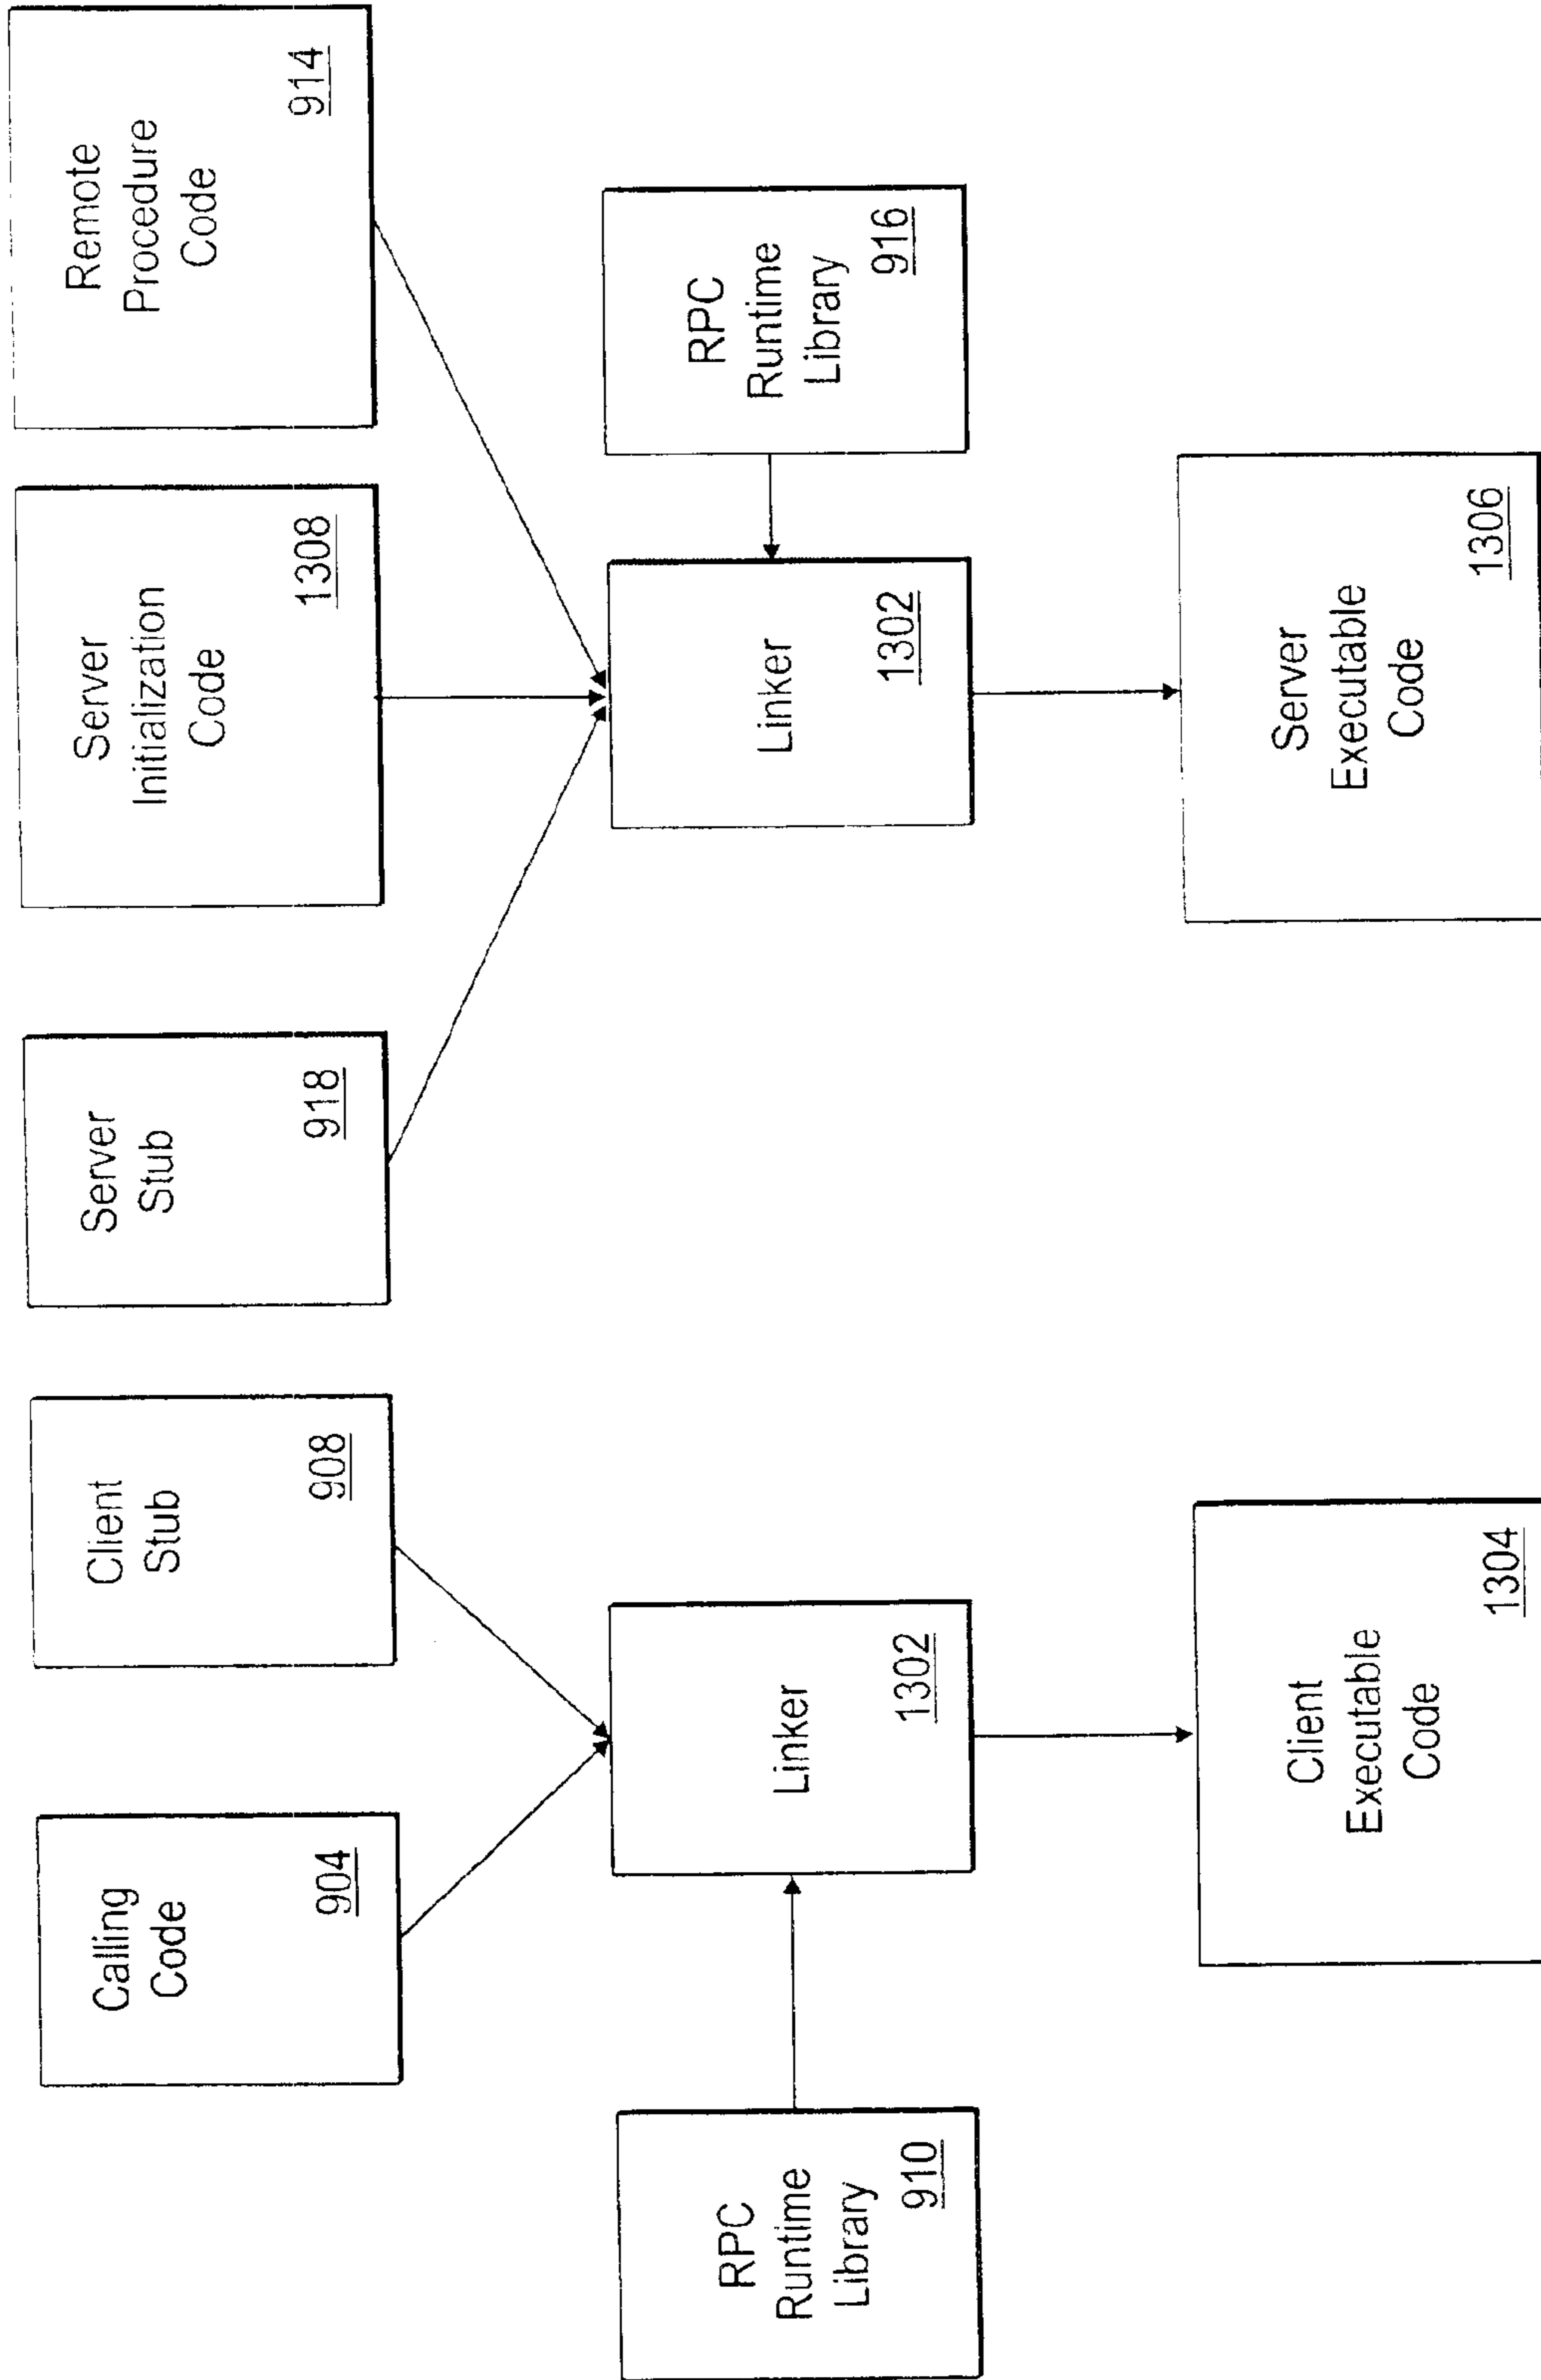 Calling
Code
904
Client
Stub
908
Server
Stub
918
Server
Initialization
Code
1308
Remote
Procedure
Code
914
RPC
Runtime
Library
910
Linker
1302
Linker
1302
RPC
Runtime
Library
916
Client
Executable
Code
1304
Server
Executable
Code
1306